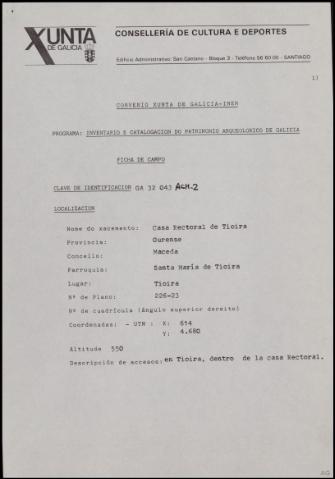 XUNTA
DE GALICIA
CONSELLERÍA DE CULTURA E DEPORTES
Edificio Administrativo San Caetano - Bloque 3 - Teléfono 56 60 00 - SANTIAGO
CONVENIO XUNTA DE GALICIA-INEM
PROGRAMA: INVENTARIO E CATALOGACION DO PATRIMONIO ARQUEOLOXICO DE GALICIA
FICHA DE CAMPO
CLAVE DE IDENTIFICACION GA 32 043 ACM-2
LOCALIZACION
Nome do xacemento: Casa Rectoral de Tioira
Provincia: Ourense
Concello: Maceda
Parroquia: Santa María de Tioira
Lugar: Tioira
Nº de Plano: 226-23
Nº de cuadrícula (Angulo superior dereito)
Coordenadas: - UTM : X: 614
Y: 4.680
Altitude 550
Descripción de accesos: en Tioira, dentro de la casa Rectoral.